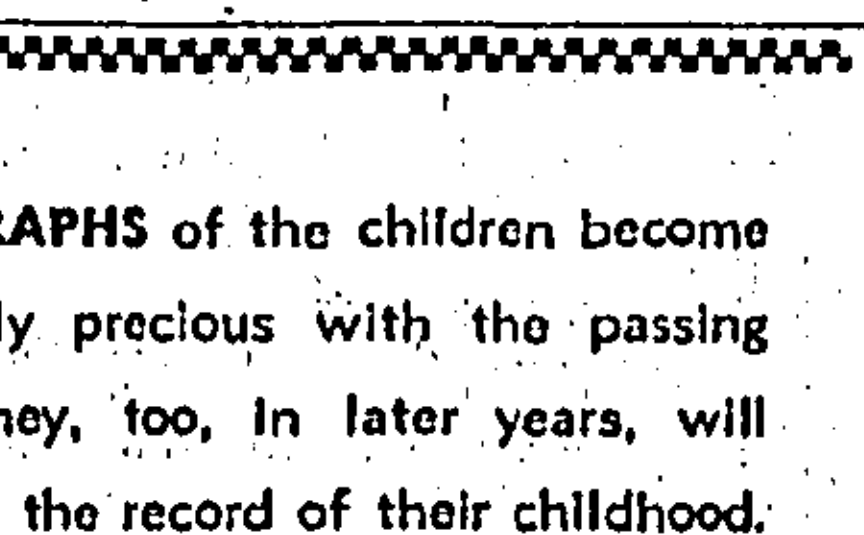 RAPHS of the children become
ly precious with the passing
hey, too, in later years, will
the record of their childhood.